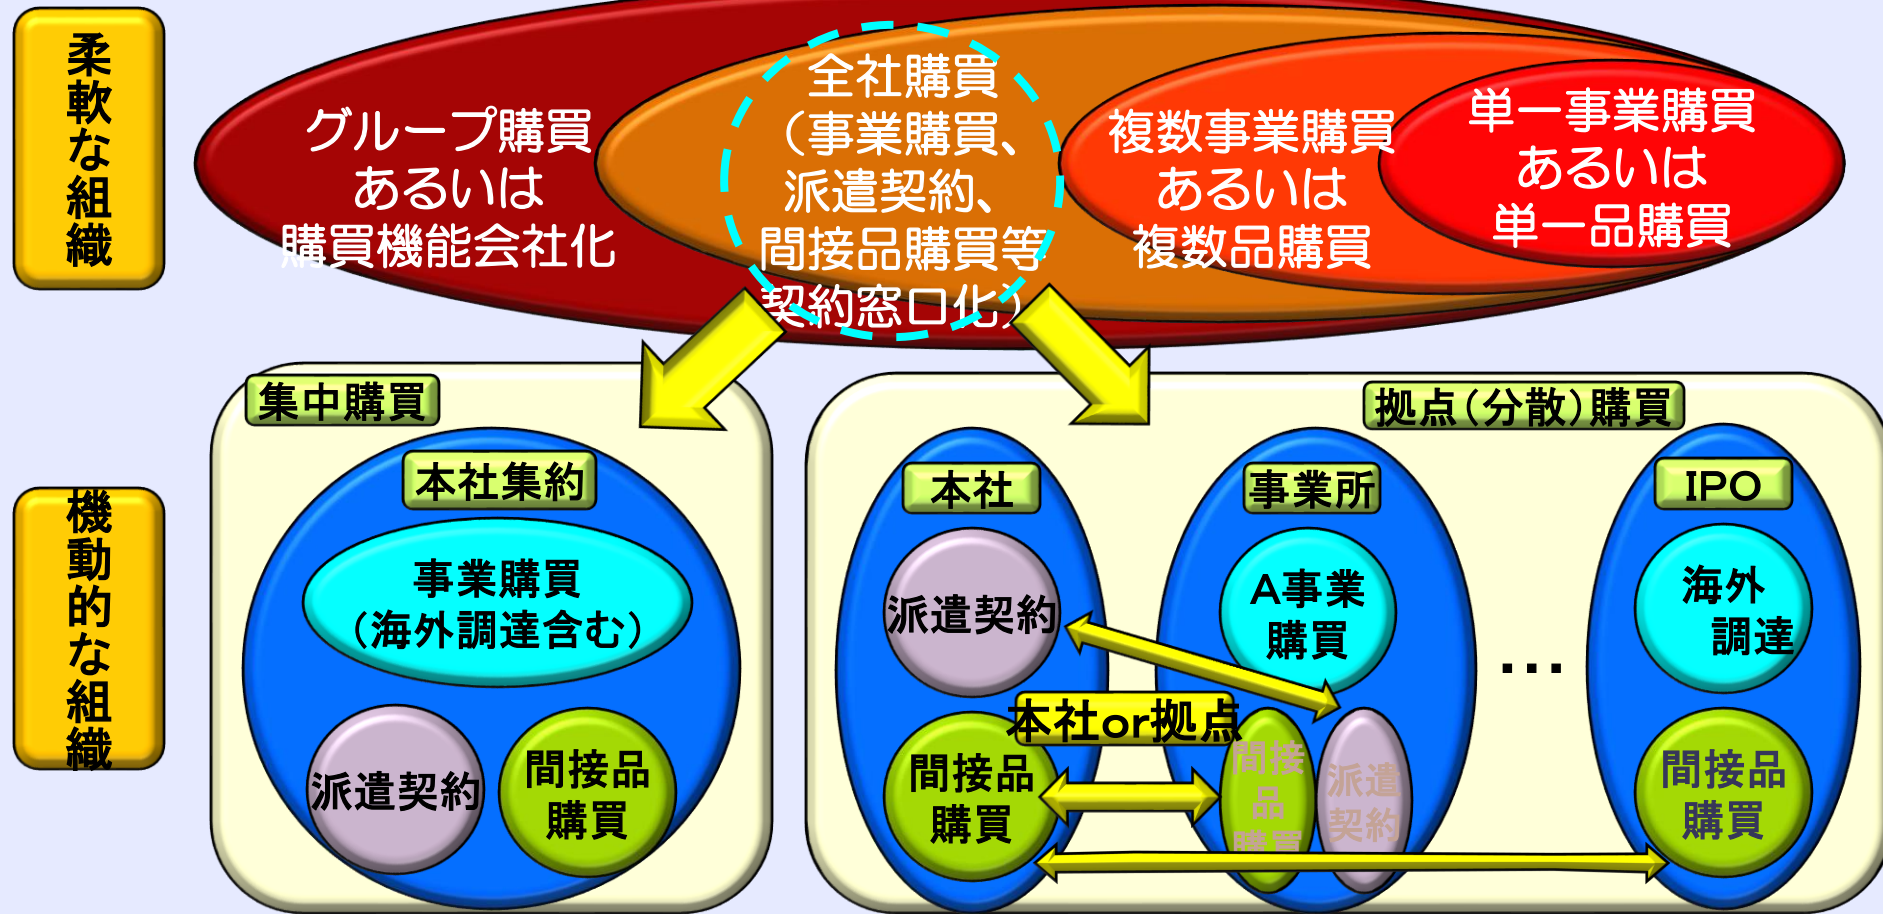 柔軟な組織
グループ購買
あるいは
購買機能会社化
全社購買
（事業購買、
派遣契約、
間接品購買等
契約窓口化）
複数事業購買
あるいは
複数品購買
単一事業購買
あるいは
単一品購買
機動的な組織
集中購買
本社集約
事業購買
（海外調達含む）
派遣契約
間接品
購買
拠点（分散）購買
本社
派遣契約
間接品
購買
本社or拠点
事業所
A事業
購買
間接
品
購買
派遣
契約
...
IPO
海外
調達
間接品
購買